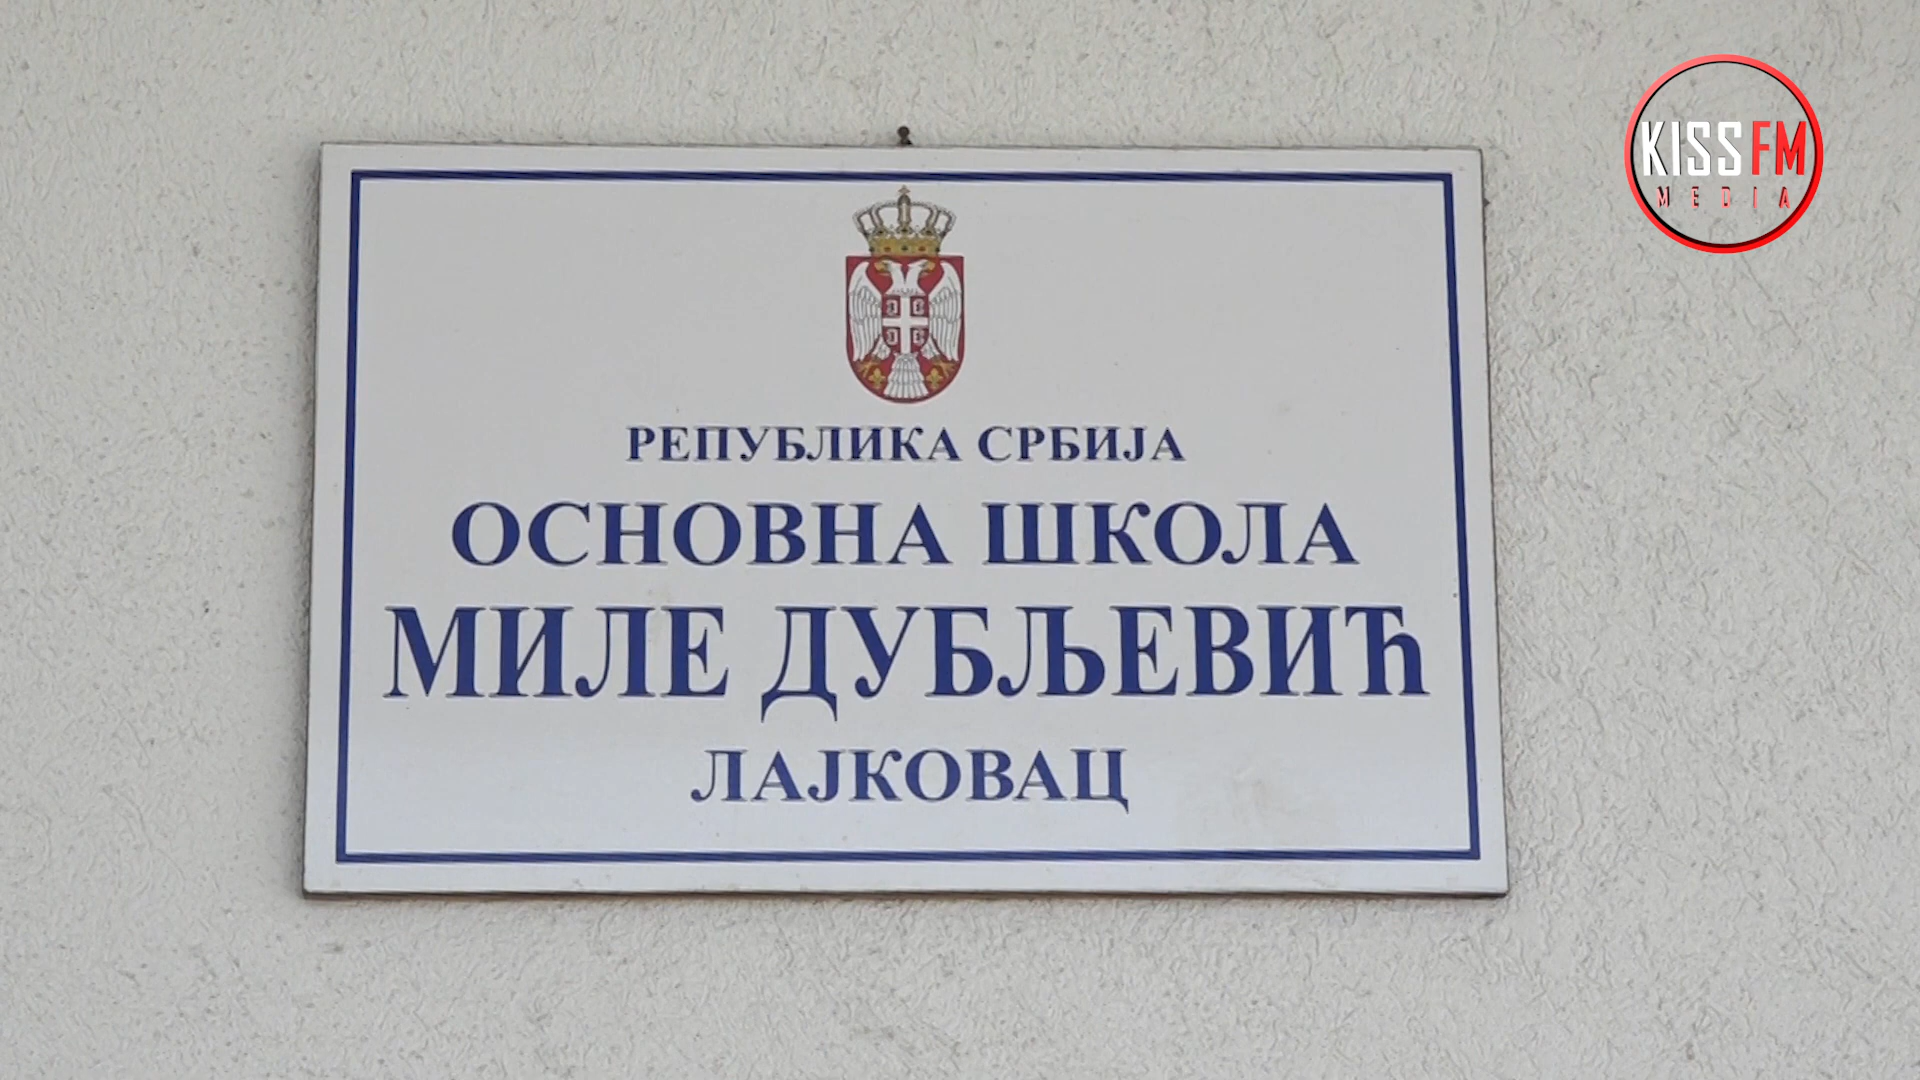 KISS FM
MEDIA
РЕПУБЛИКА СРБИЈА
ОСНОВНА ШКОЛА
МИЛЕ ДУБЉЕВИЋ
ЛАЈКОВАЦ